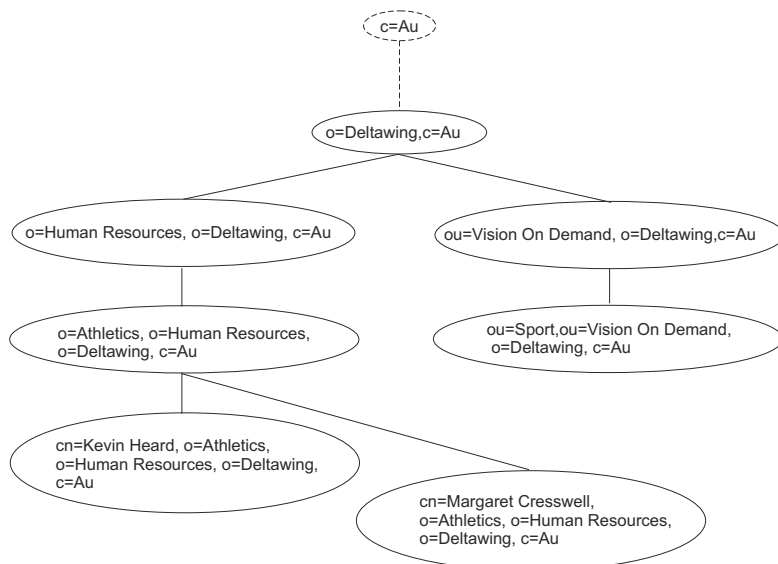 c=Au
o=Deltawing,c=Au
o=Human Resources, o=Deltawing, c=Au
ou=Vision On Demand, o=Deltawing,c=Au
o=Athletics, o=Human Resources,
o=Deltawing, c=Au
ou=Sport,ou=Vision On Demand,
o=Deltawing, c=Au
cn=Kevin Heard, o=Athletics,
o=Human Resources, o=Deltawing,
c=Au
cn=Margaret Cresswell,
o=Athletics, o=Human Resources,
o=Deltawing, c=Au